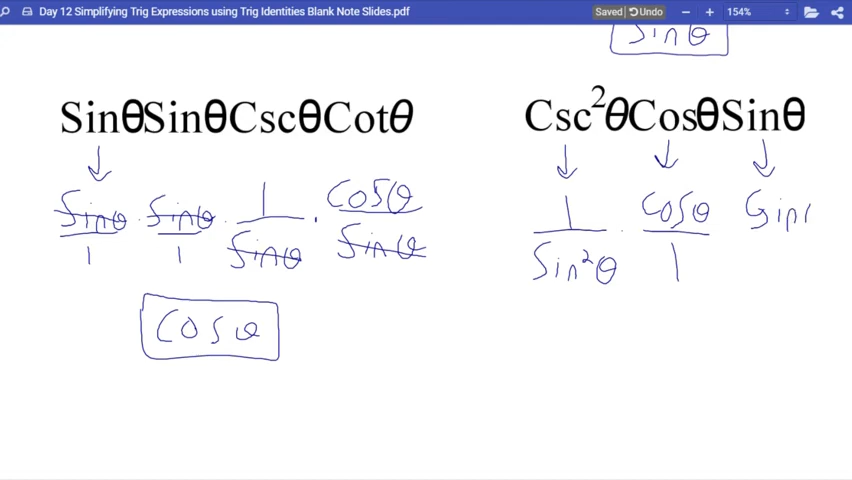 Day 12 Simplifying Trig Expressions using Trig Identities Blank Note Slides.pdf Saved Undo 154%
Sinθ
SinθSinθCscθCotθ Csc²θCosθSinθ
Sinθ/1 · Sinθ/1 · 1/Sinθ · Cosθ/Sinθ 1/Sin²θ · Cosθ/1 Sin
Cosθ